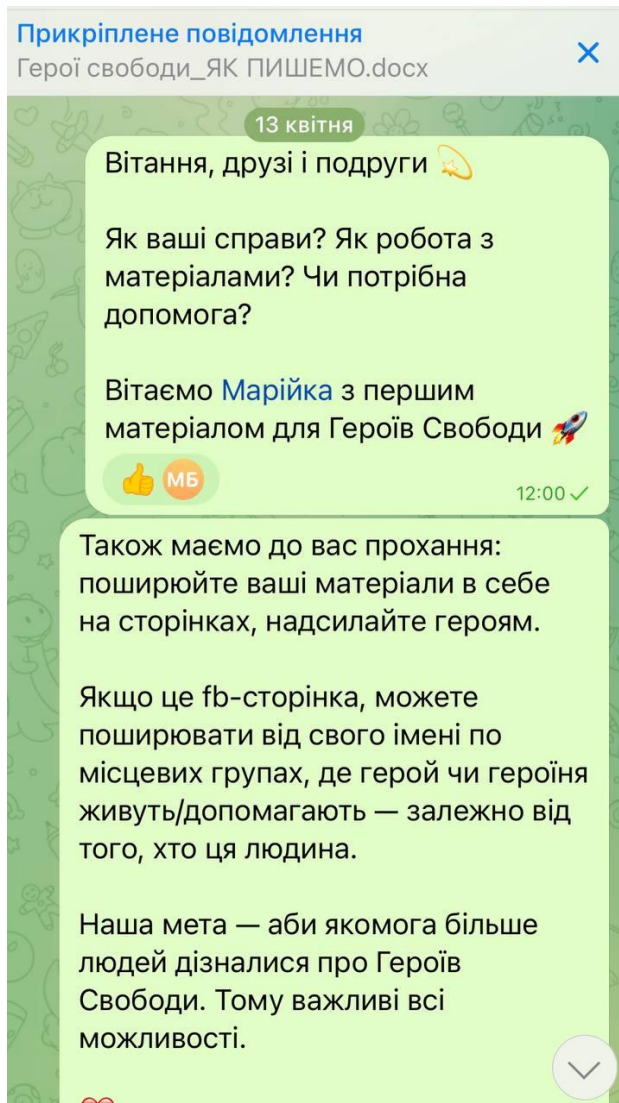 Прикріплене повідомлення
Герої свободи_ЯК ПИШЕМО.docx
13 квітня
Вітання, друзі і подруги
Як ваші справи? Як робота з
матеріалами? Чи потрібна
допомога?
Вітаємо Марійка з першим
матеріалом для Героїв Свободи
МБ
12:00
Також маємо до вас прохання:
поширюйте ваші матеріали в себе
на сторінках, надсилайте героям.
Якщо це fb-сторінка, можете
поширювати від свого імені по
місцевих групах, де герой чи героїня
живуть/допомагають — залежно від
того, хто ця людина.
Наша мета — аби якомога більше
людей дізналися про Героїв
Свободи. Тому важливі всі
можливості.